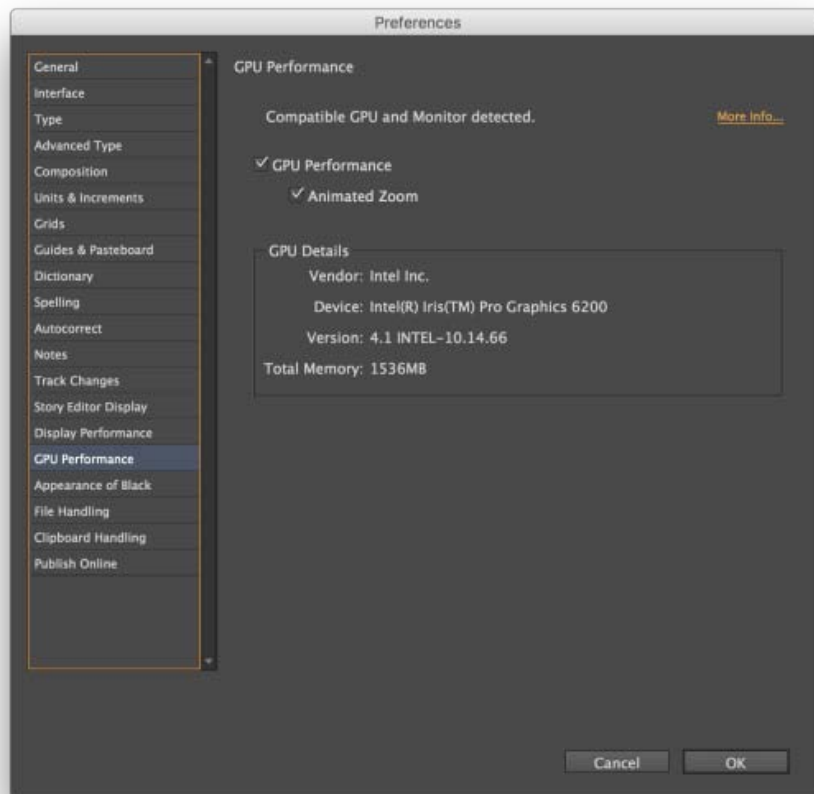 Preferences
General
Interface
Type
Advanced Type
Composition
Units & Increments
Grids
Guides & Pasteboard
Dictionary
Spelling
Autocorrect
Notes
Track Changes
Story Editor Display
Display Performance
GPU Performance
Appearance of Black
File Handling
Clipboard Handling
Publish Online
GPU Performance
Compatible GPU and Monitor detected.
More Info...
GPU Performance
Animated Zoom
GPU Details
Vendor: Intel Inc.
Device: Intel(R) Iris(TM) Pro Graphics 6200
Version: 4.1 INTEL-10.14.66
Total Memory: 1536MB
Cancel
OK